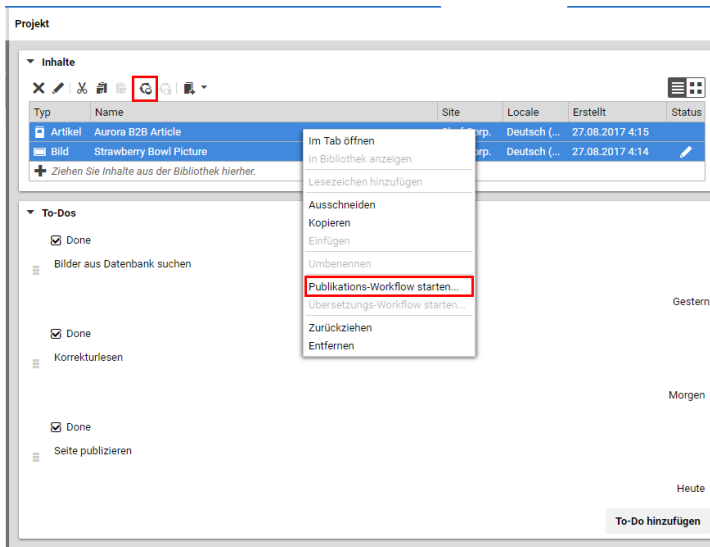 Projekt
Inhalte
Typ Name Site Locale Erstellt Status
Artikel Aurora B2B Article Corp. Deutsch (... 27.08.2017 4:15
Bild Strawberry Bowl Picture Corp. Deutsch (... 27.08.2017 4:14
Ziehen Sie Inhalte aus der Bibliothek hierher.
Im Tab öffnen
In Bibliothek anzeigen
Lesezeichen hinzufügen
Ausschneiden
Kopieren
Einfügen
Umbenennen
Publikations-Workflow starten...
Übersetzungs-Workflow starten...
Zurückziehen
Entfernen
To-Dos
Done
Bilder aus Datenbank suchen
Gestern
Done
Korrekturlesen
Morgen
Done
Seite publizieren
Heute
To-Do hinzufügen